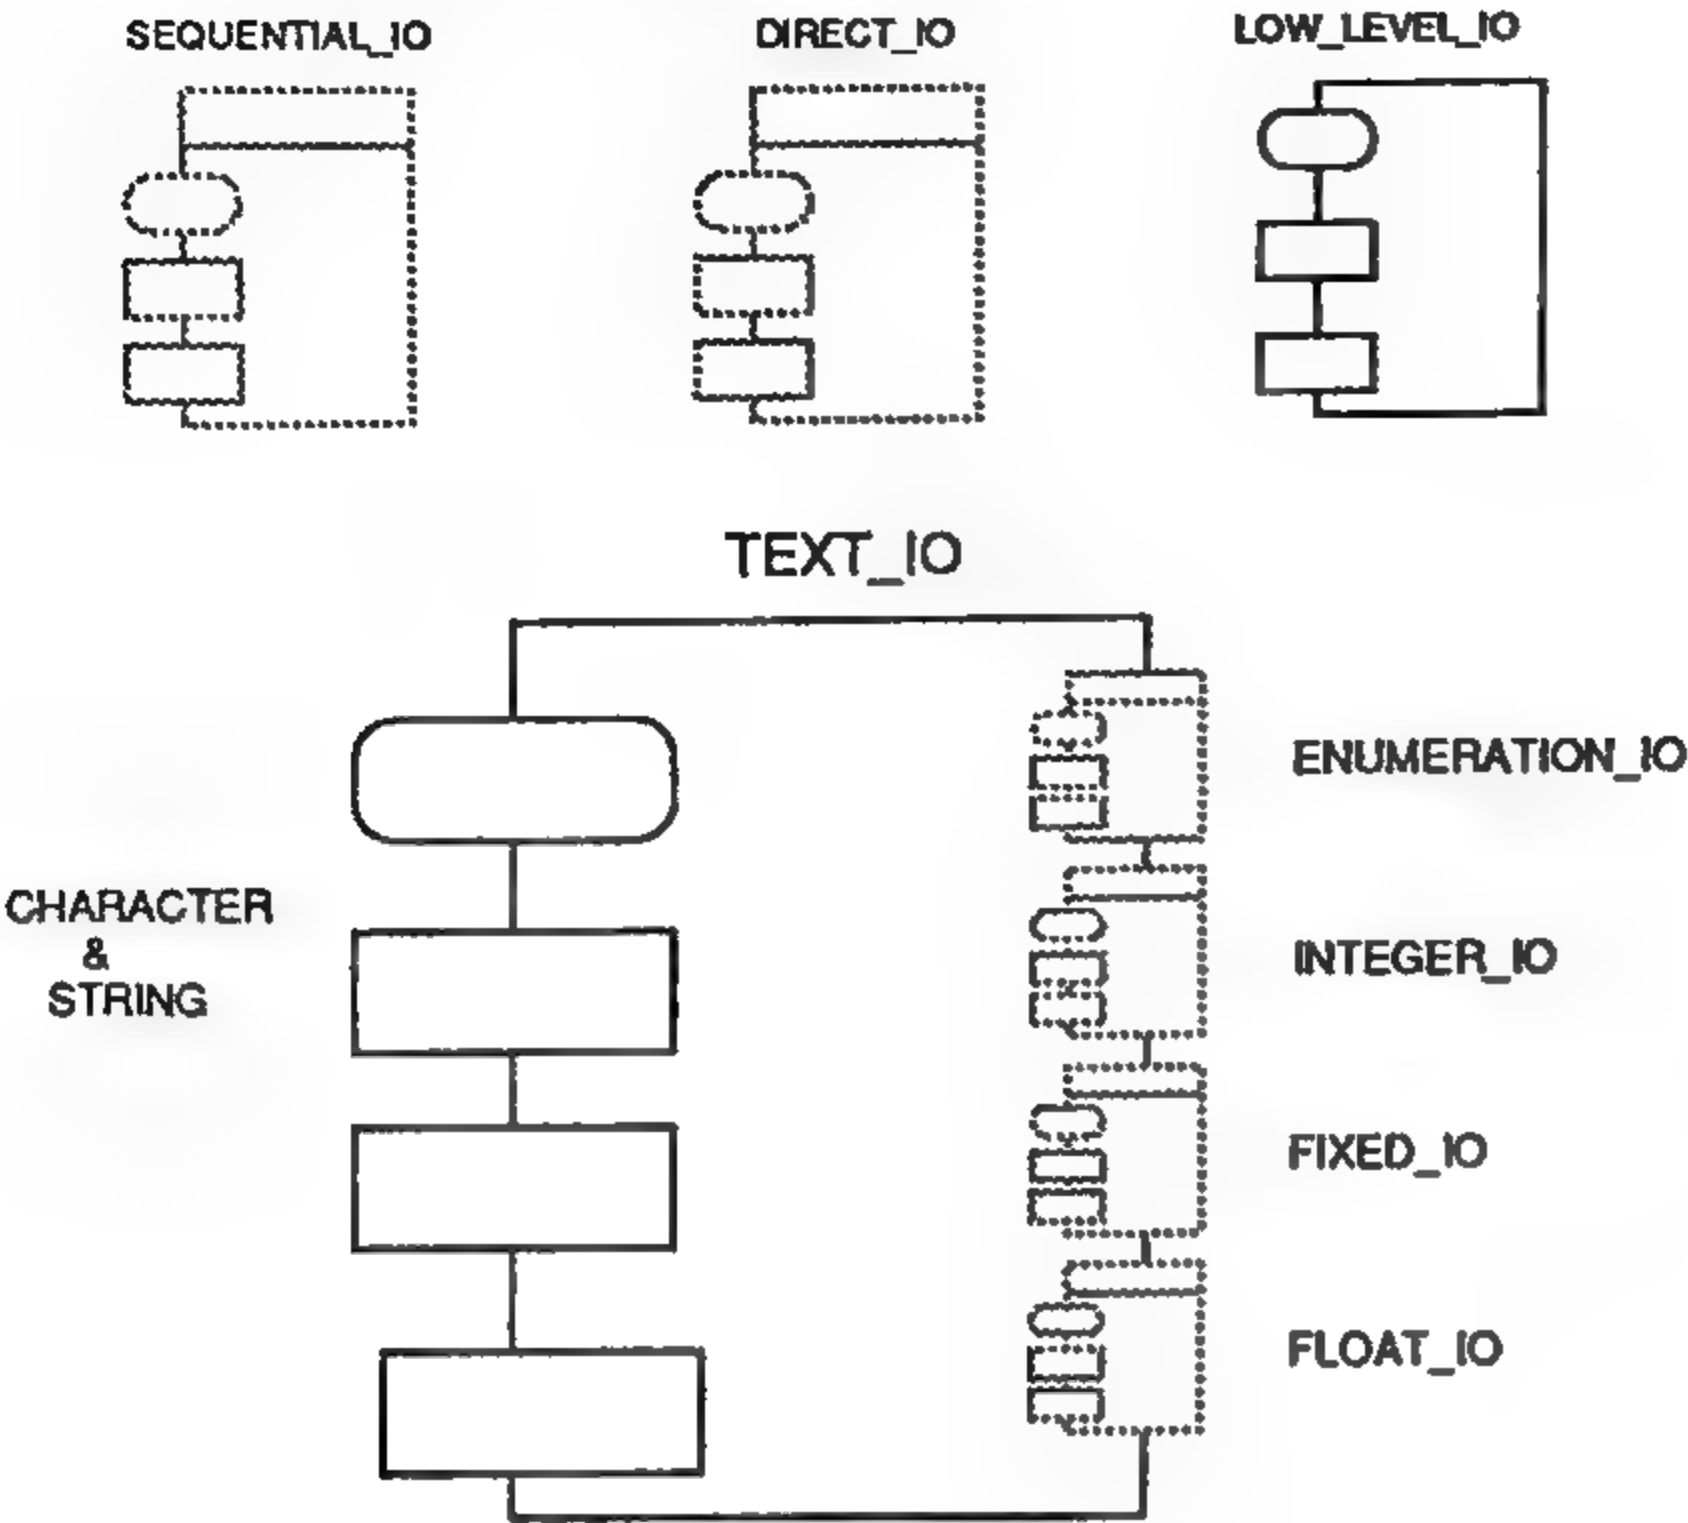 SEQUENTIAL_IO
DIRECT_IO
LOW_LEVEL_IO
TEXT_IO
ENUMERATION_IO
CHARACTER
&
STRING
INTEGER_IO
FIXED_IO
FLOAT_IO